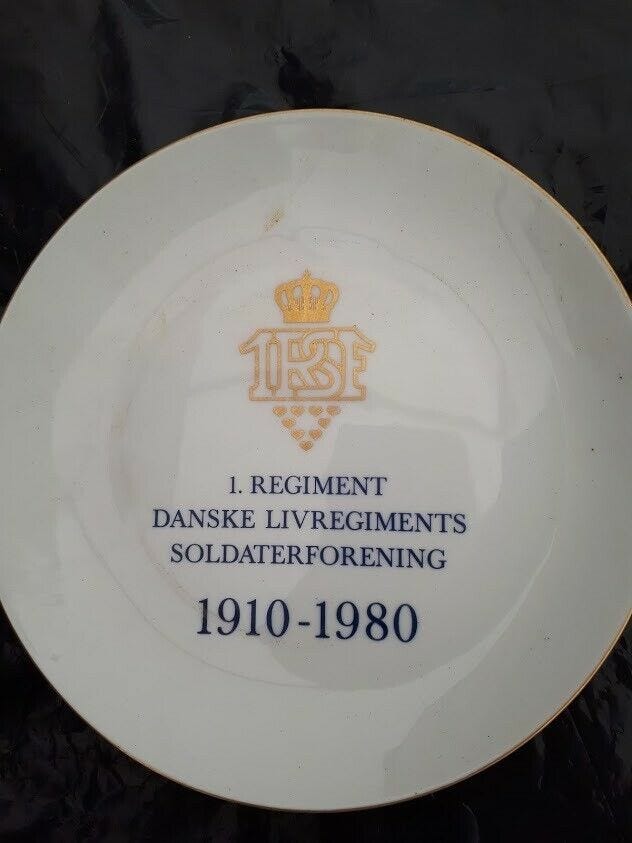 1. REGIMENT
DANSKE LIVREGIMENTS
SOLDATERFORENING
1910-1980